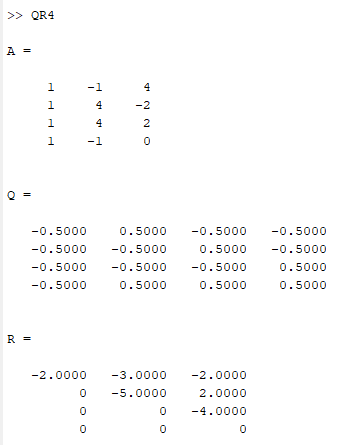 >> QR4
A =
1 -1 4
1 4 -2
1 4 2
1 -1 0
Q =
-0.5000 0.5000 -0.5000 -0.5000
-0.5000 -0.5000 0.5000 -0.5000
-0.5000 -0.5000 -0.5000 0.5000
-0.5000 0.5000 0.5000 0.5000
R =
-2.0000 -3.0000 -2.0000
0 -5.0000 2.0000
0 0 -4.0000
0 0 0